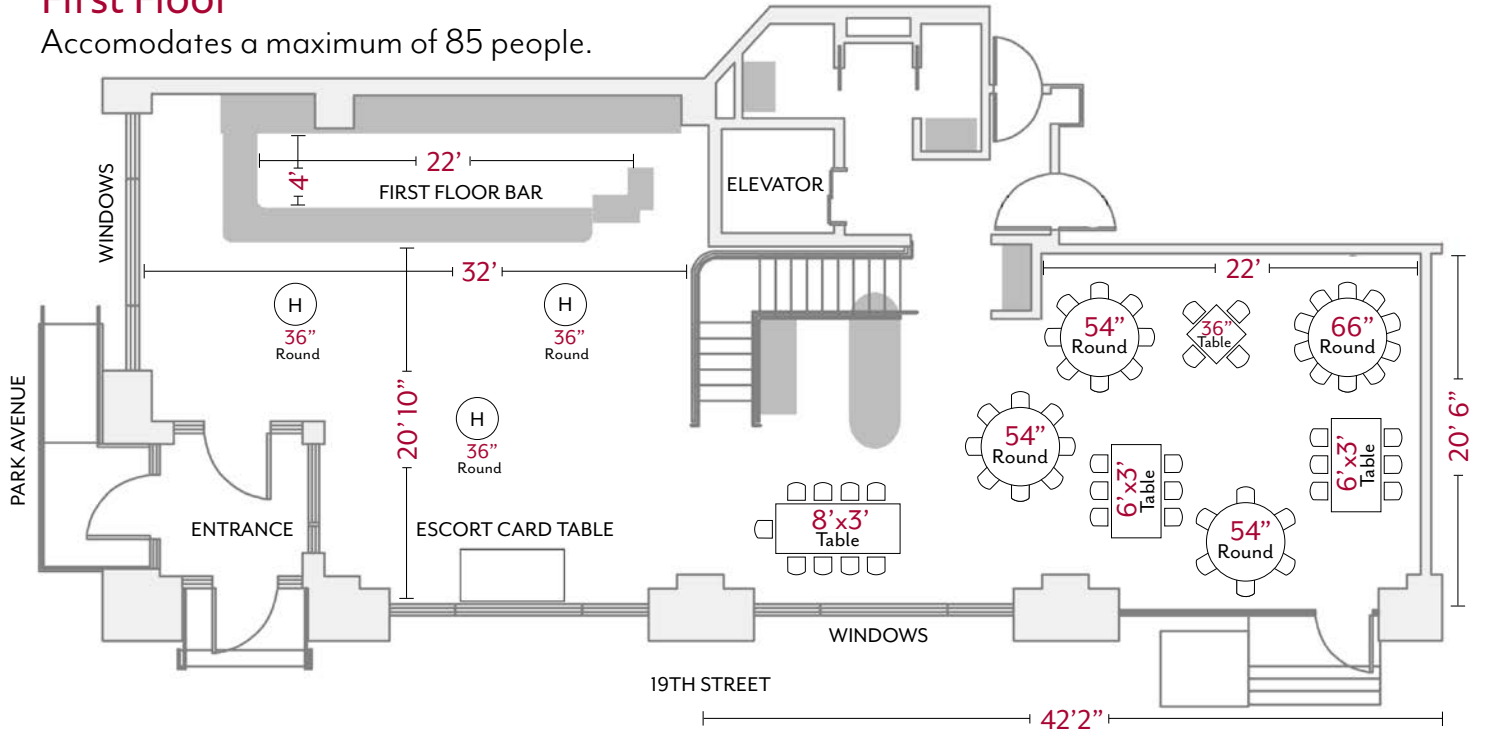 First Floor
Accomodates a maximum of 85 people.
WINDOWS
22'
4'
FIRST FLOOR BAR
ELEVATOR
32'
22'
H
36”
Round
H
36”
Round
H
36”
Round
20' 10”
54”
Round
36”
Table
66”
Round
54”
Round
6'x3'
Table
6'x3'
Table
54”
Round
20' 6”
PARK AVENUE
ENTRANCE
ESCORT CARD TABLE
8'x3'
Table
WINDOWS
19TH STREET
42'2”